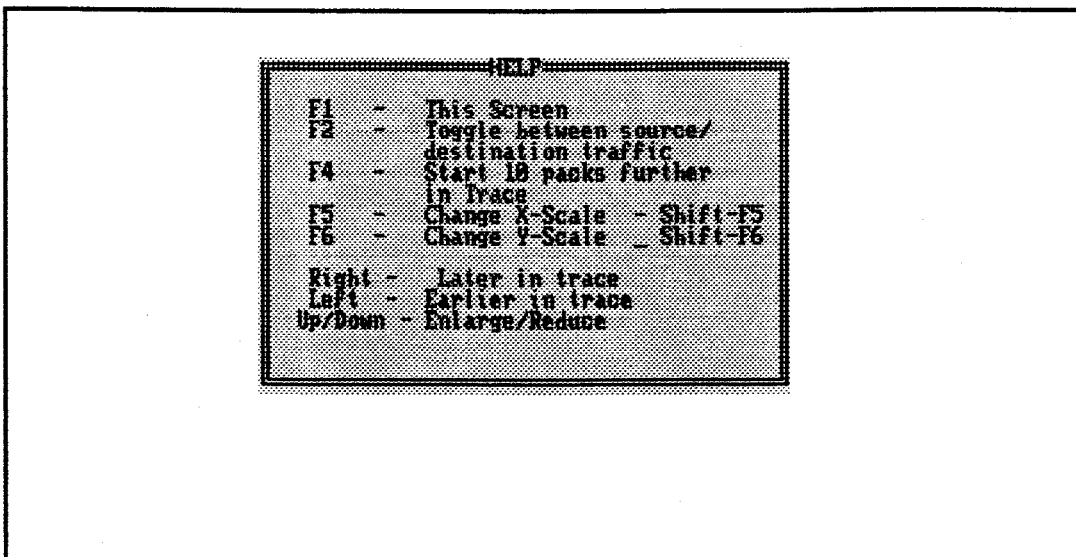 HELP
F1 - This Screen
F2 - Toggle between source/
destination traffic
F4 - Start 10 packs further
in Trace
F5 - Change X-Scale - Shift-F5
F6 - Change Y-Scale _ Shift-F6
Right - Later in trace
Left - Earlier in trace
Up/Down - Enlarge/Reduce